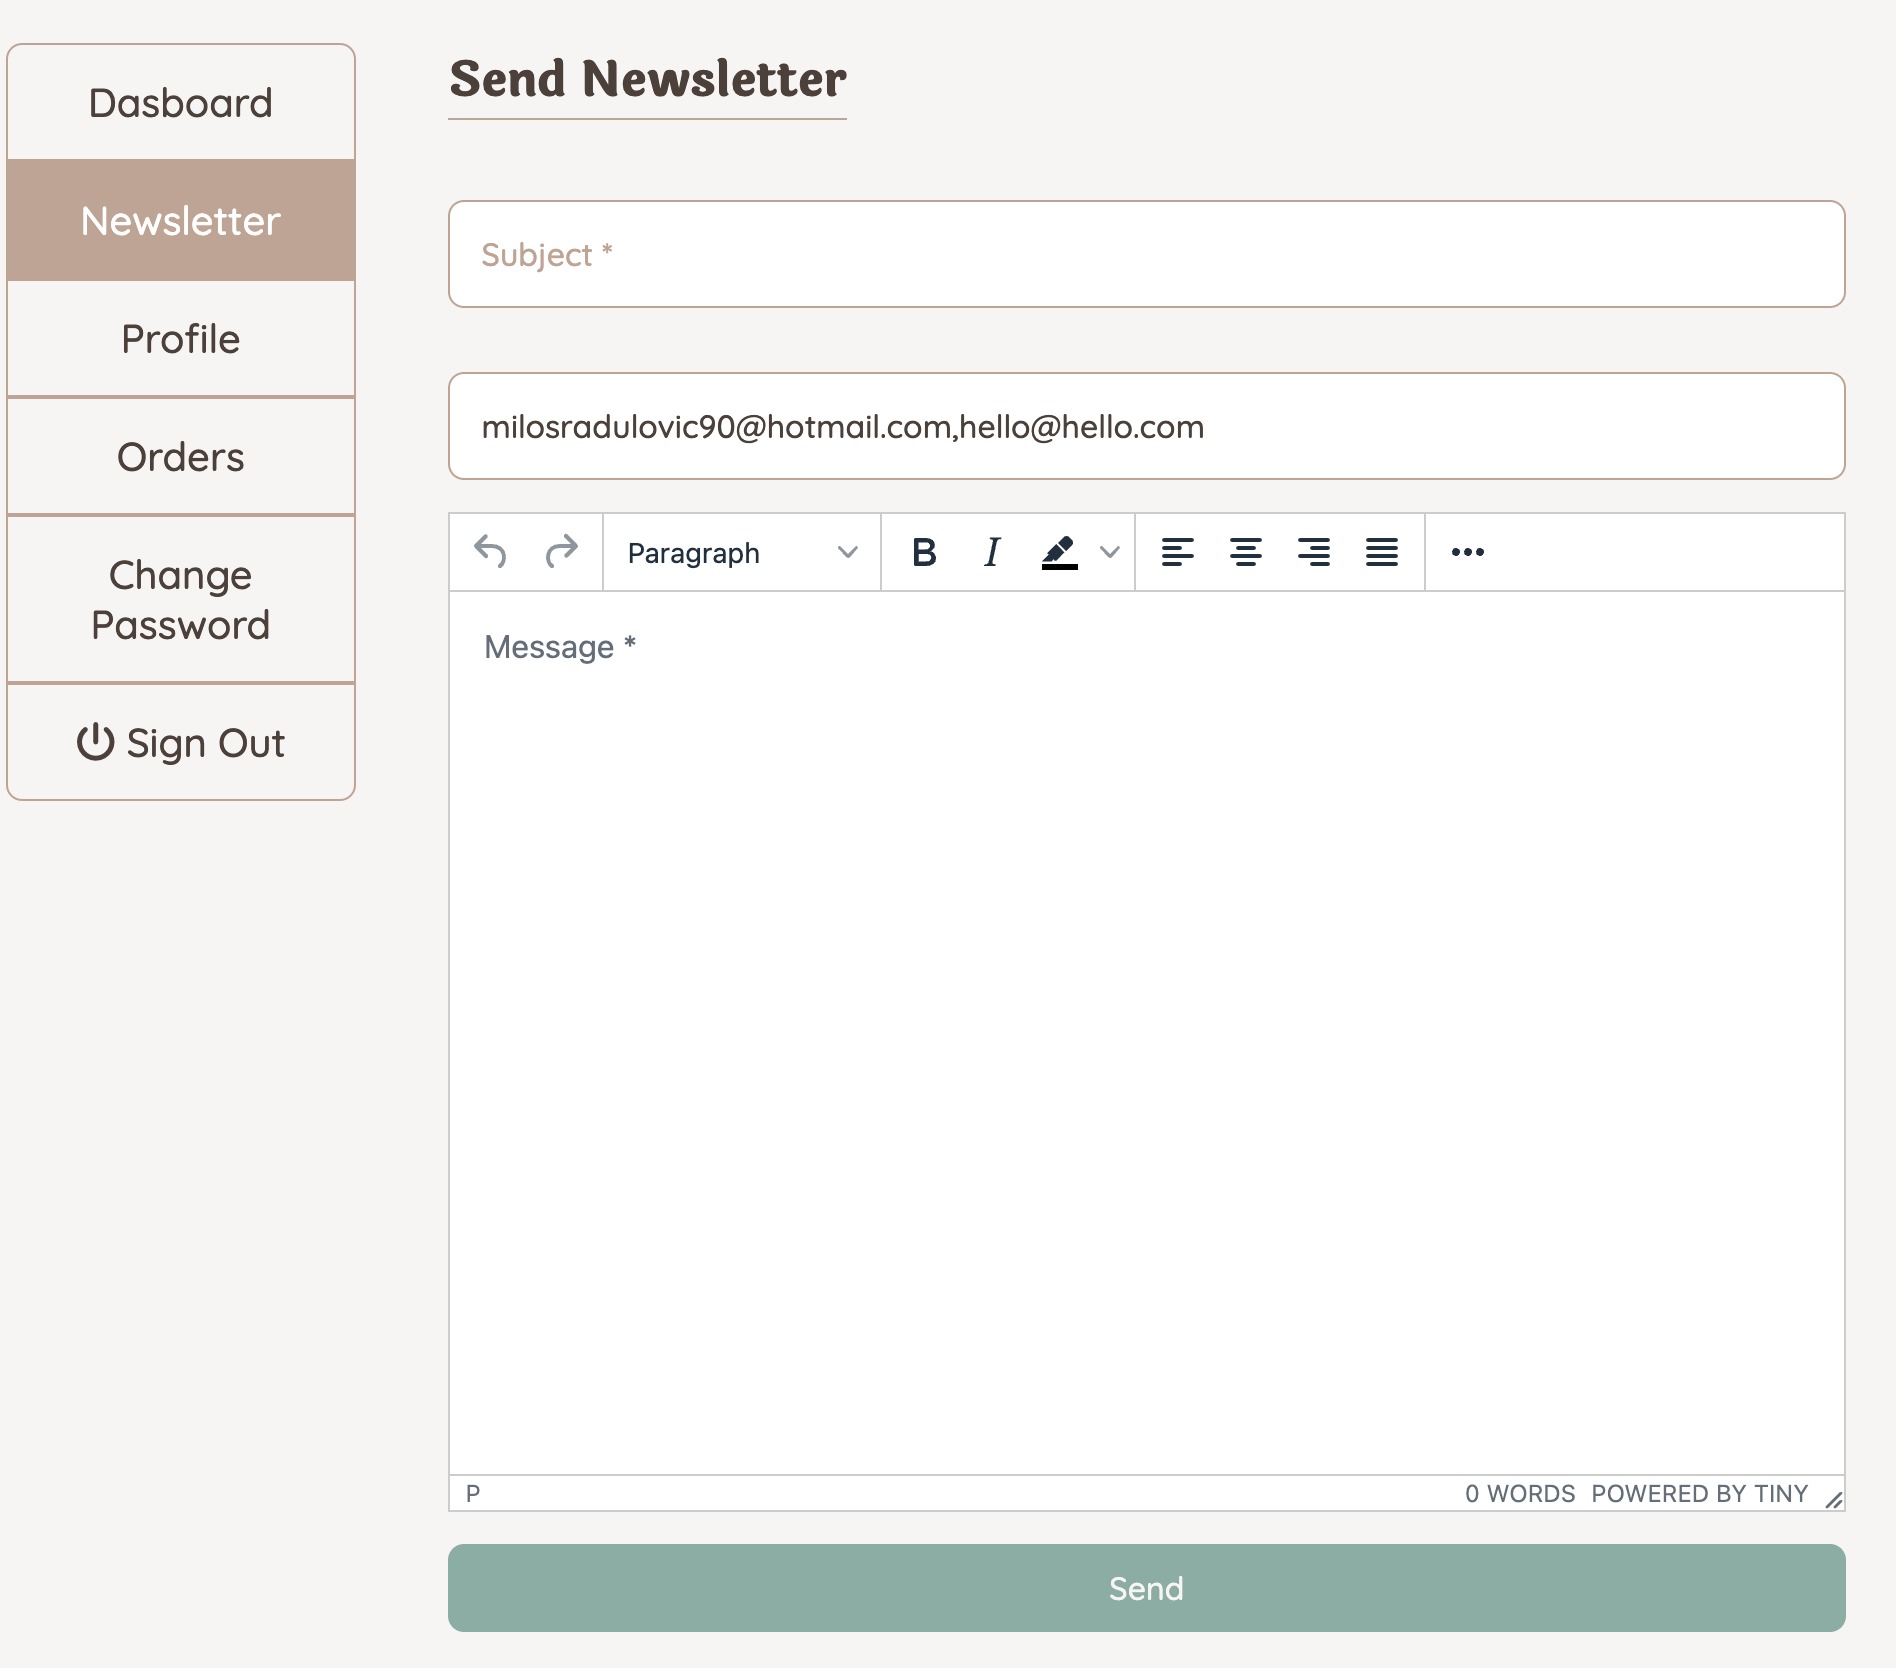 Dasboard
Newsletter
Profile
Orders
Change
Password
Sign Out
Send Newsletter
Subject *
milosradulovic90@hotmail.com,hello@hello.com
Paragraph B I
Message *
P 0 WORDS POWERED BY TINY
Send